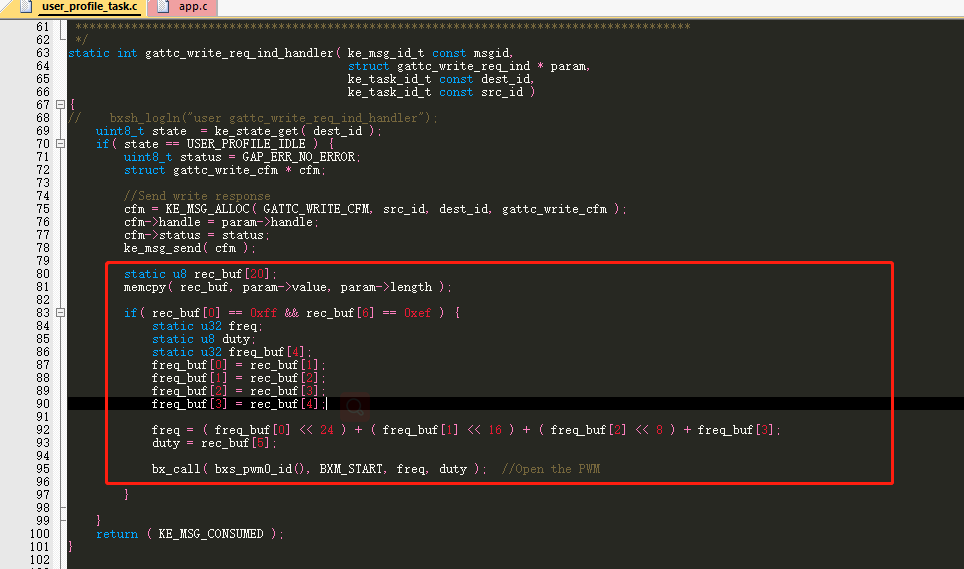 user_profile_task.c app.c
61 *****************************************************************************************
62 */
63 static int gattc_write_req_ind_handler( ke_msg_id_t const msgid,
64 struct gattc_write_req_ind * param,
65 ke_task_id_t const dest_id,
66 ke_task_id_t const src_id )
67 {
68 // bxsh_logln("user gattc_write_req_ind_handler");
69 uint8_t state = ke_state_get( dest_id );
70 if( state == USER_PROFILE_IDLE ) {
71 uint8_t status = GAP_ERR_NO_ERROR;
72 struct gattc_write_cfm * cfm;
73
74 //Send write response
75 cfm = KE_MSG_ALLOC( GATTC_WRITE_CFM, src_id, dest_id, gattc_write_cfm );
76 cfm->handle = param->handle;
77 cfm->status = status;
78 ke_msg_send( cfm );
79
80 static u8 rec_buf[20];
81 memcpy( rec_buf, param->value, param->length );
82
83 if( rec_buf[0] == 0xff && rec_buf[6] == 0xef ) {
84 static u32 freq;
85 static u8 duty;
86 static u32 freq_buf[4];
87 freq_buf[0] = rec_buf[1];
88 freq_buf[1] = rec_buf[2];
89 freq_buf[2] = rec_buf[3];
90 freq_buf[3] = rec_buf[4];
91
92 freq = ( freq_buf[0] << 24 ) + ( freq_buf[1] << 16 ) + ( freq_buf[2] << 8 ) + freq_buf[3];
93 duty = rec_buf[5];
94
95 bx_call( bxs_pwm0_id(), BXM_START, freq, duty ); //Open the PWM
96
97 }
98
99 }
100 return ( KE_MSG_CONSUMED );
101 }
102